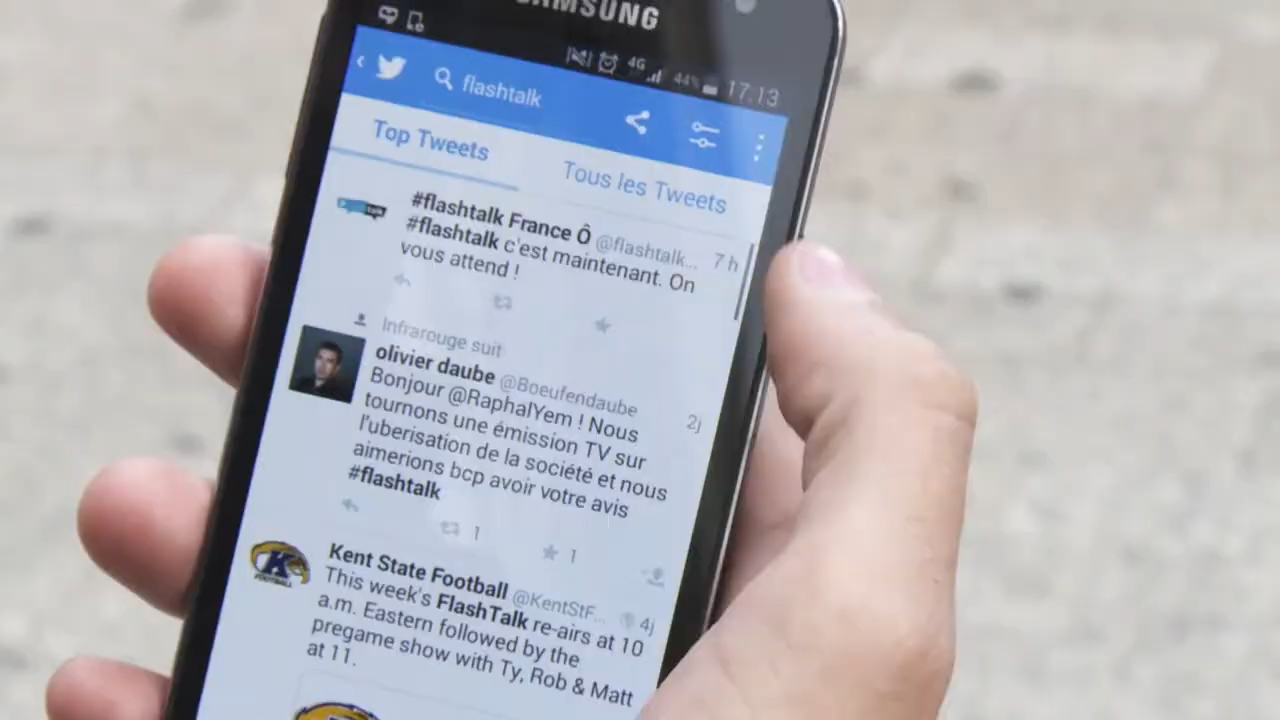 SAMSUNG
4G 44% 17.13
flashtalk
Top Tweets
Tous les Tweets
talk
#flashtalk France Ô @flashtalk... 7 h
#flashtalk c'est maintenant. On
vous attend !
Infrarouge suit
olivier daube @Boeufendaube 2j
Bonjour @RaphalYem ! Nous
tournons une émission TV sur
l'uberisation de la société et nous
aimerions bcp avoir votre avis
#flashtalk
1
1
K
FOOTBALL
Kent State Football @KentStF... 4j
This week's FlashTalk re-airs at 10
a.m. Eastern followed by the
pregame show with Ty, Rob & Matt
at 11.